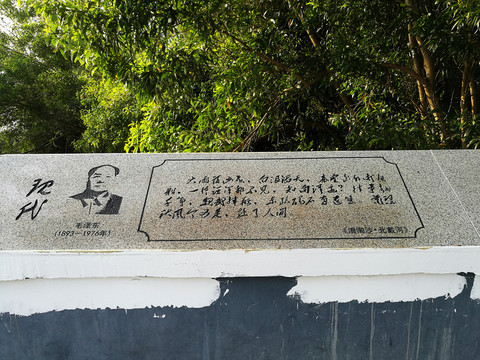 现代
毛泽东
(1893—1976年)
大雨落幽燕,白浪滔天,秦皇岛外打鱼
船,一片汪洋都不见,知向谁边?往事越
千年,魏武挥鞭,东临碣石有遗篇 萧瑟
秋风今又是,换了人间
《浪淘沙·北戴河》